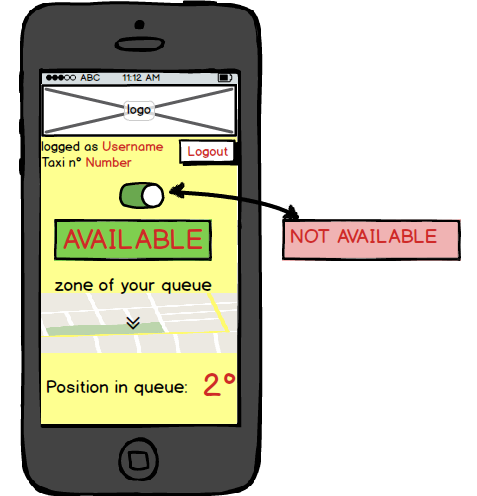 ABC 11:12 AM
logo
logged as Username
Logout
Taxi n° Number
AVAILABLE
NOT AVAILABLE
zone of your queue
Position in queue: 2°